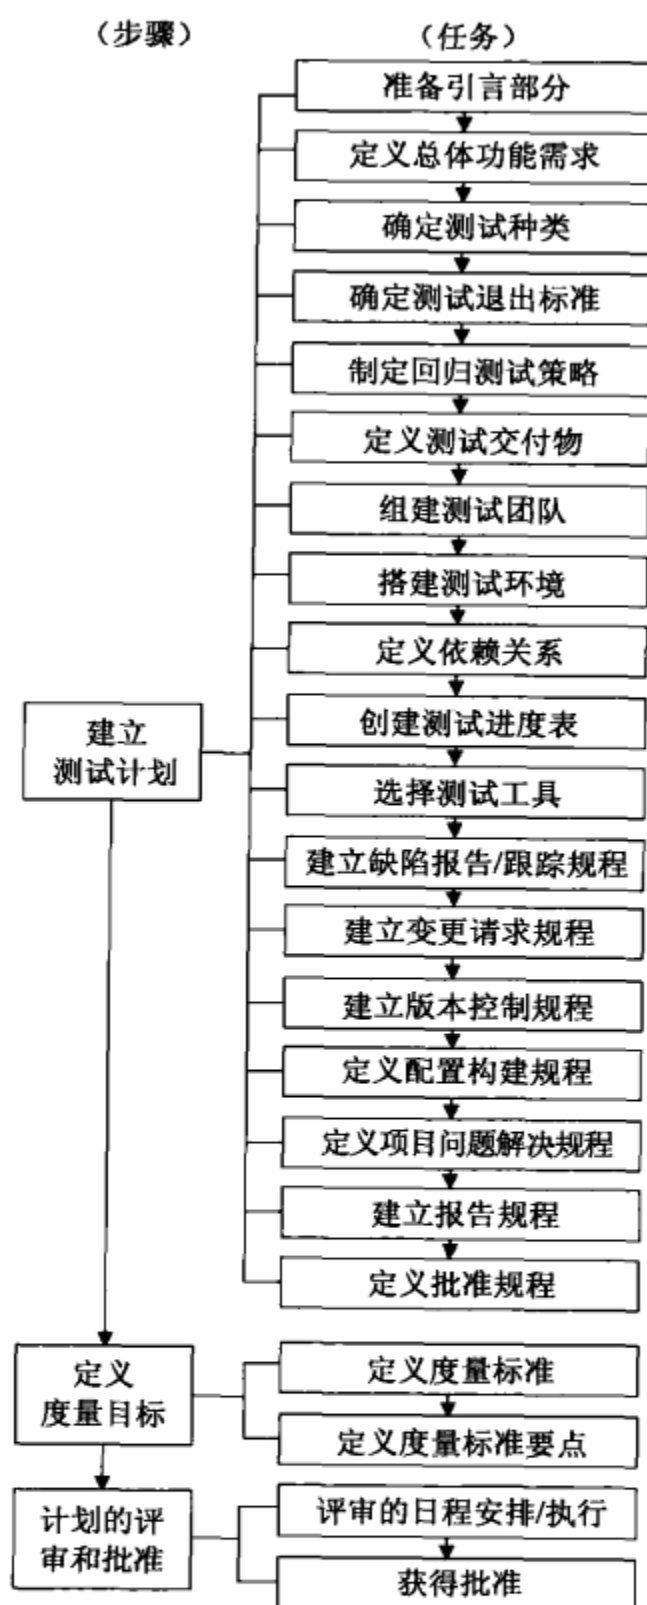 （步骤）
（任务）
准备引言部分
定义总体功能需求
确定测试种类
确定测试退出标准
制定回归测试策略
定义测试交付物
组建测试团队
搭建测试环境
定义依赖关系
创建测试进度表
选择测试工具
建立缺陷报告/跟踪规程
建立变更请求规程
建立版本控制规程
定义配置构建规程
定义项目问题解决规程
建立报告规程
定义批准规程
建立
测试计划
定义
度量目标
定义度量标准
定义度量标准要点
计划的评
审和批准
评审的日程安排/执行
获得批准